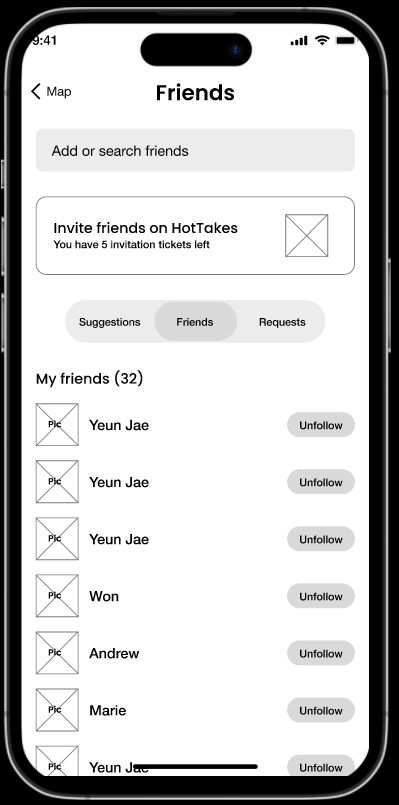 9:41
Map
Friends
Add or search friends
Invite friends on HotTakes
You have 5 invitation tickets left
Suggestions Friends Requests
My friends (32)
Pic Yeun Jae Unfollow
Pic Yeun Jae Unfollow
Pic Yeun Jae Unfollow
Pic Won Unfollow
Pic Andrew Unfollow
Pic Marie Unfollow
Pic Yeun Jae Unfollow